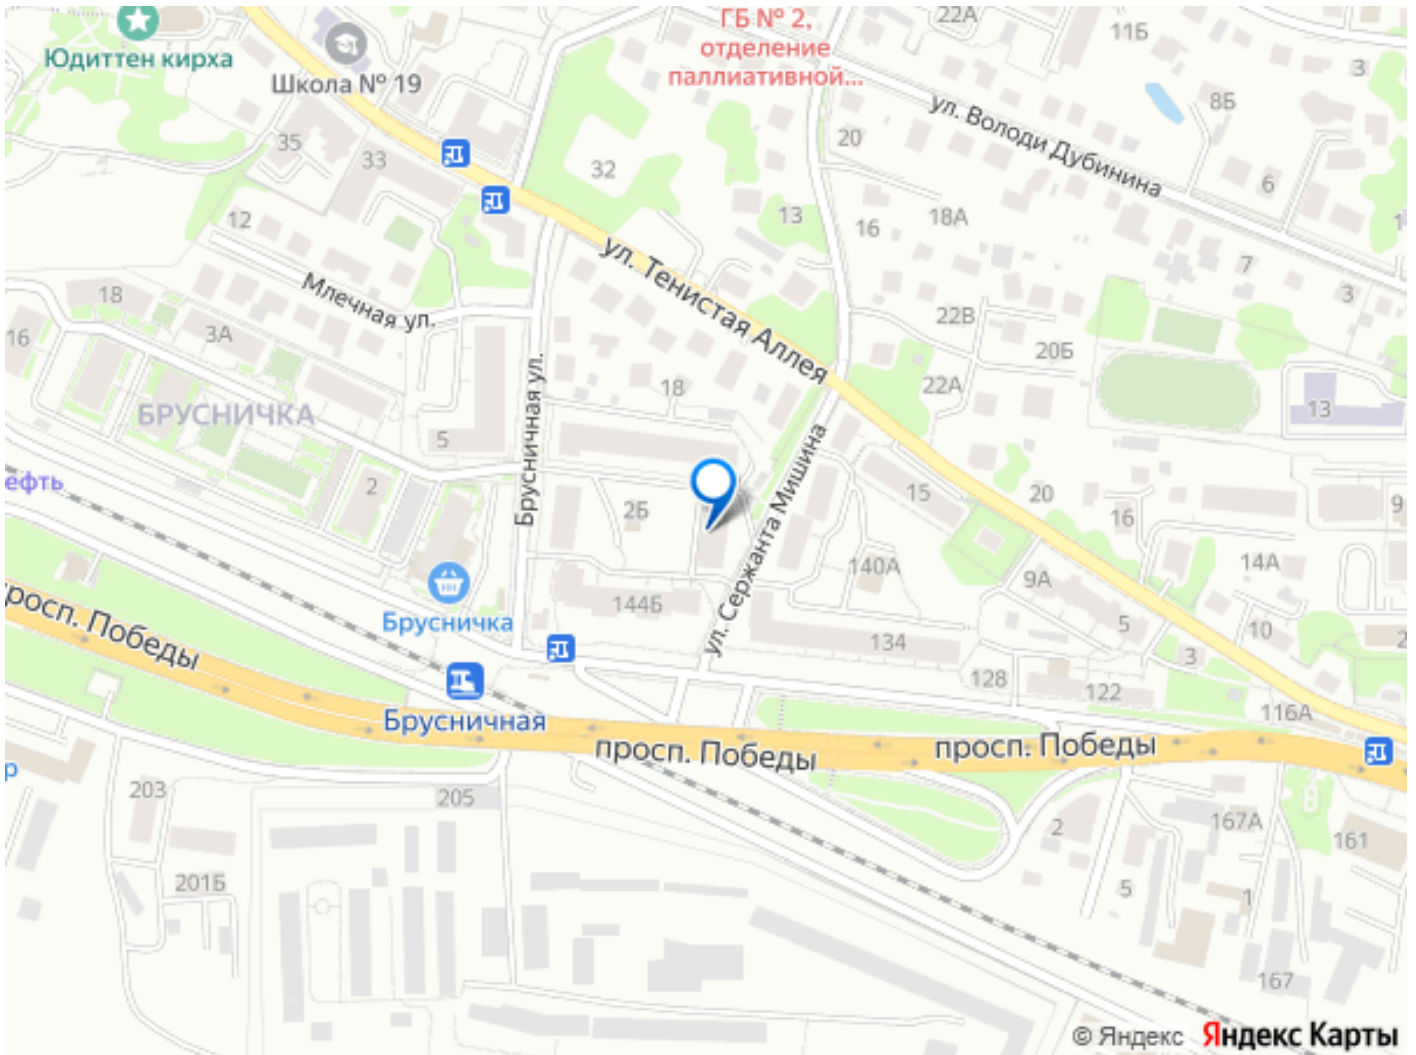 ГБ № 2,
отделение
паллиативной...
22А
11Б
3
Юдиттен кирха
Школа № 19
8Б
ул. Володи Дубинина
20
35
33
32
6
12
13
16
18А
1
ул. Тенистая Аллея
7
3
18
Млечная ул.
22В
16
3А
20Б
18
22А
БРУСНИЧКА
Брусничная ул.
13
5
ул. Сержанта Мишина
ефть
2
2Б
15
20
16
9
14А
140А
9А
144Б
Брусничка
5
10
2
росп. Победы
134
3
128
122
116А
Брусничная
просп. Победы
просп. Победы
р
203
205
2
167А
161
201Б
5
1
167
© Яндекс Яндекс Карты